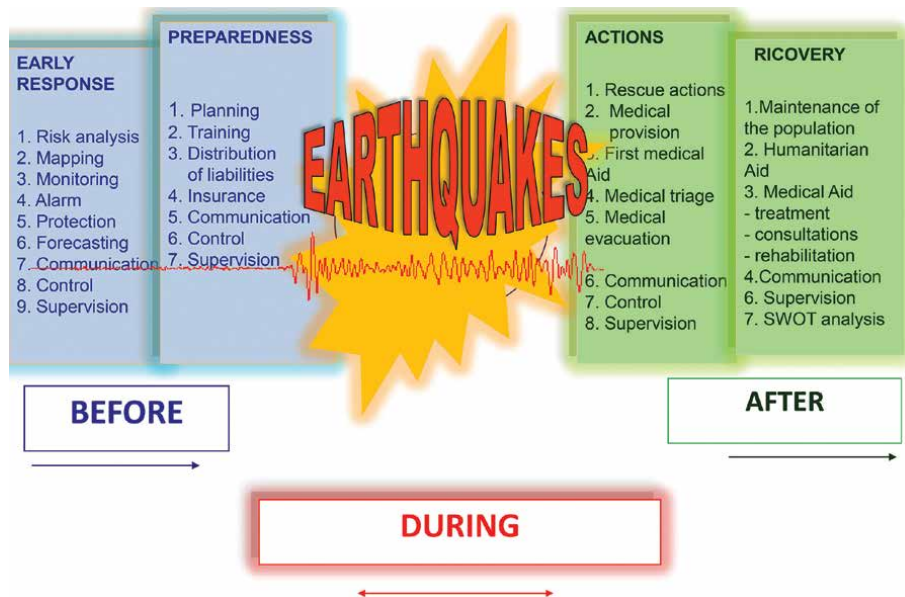 EARLY
RESPONSE
1. Risk analysis
2. Mapping
3. Monitoring
4. Alarm
5. Protection
6. Forecasting
7. Communication
8. Control
9. Supervision
PREPAREDNESS
1. Planning
2. Training
3. Distribution
of liabilities
4. Insurance
5. Communication
6. Control
7. Supervision
EARTHQUAKES
ACTIONS
1. Rescue actions
2. Medical
provision
3. First medical
Aid
4. Medical triage
5. Medical
evacuation
6. Communication
7. Control
8. Supervision
RICOVERY
1.Maintenance of
the population
2. Humanitarian
Aid
3. Medical Aid
- treatment
- consultations
- rehabilitation
4.Communication
6. Supervision
7. SWOT analysis
BEFORE
AFTER
DURING